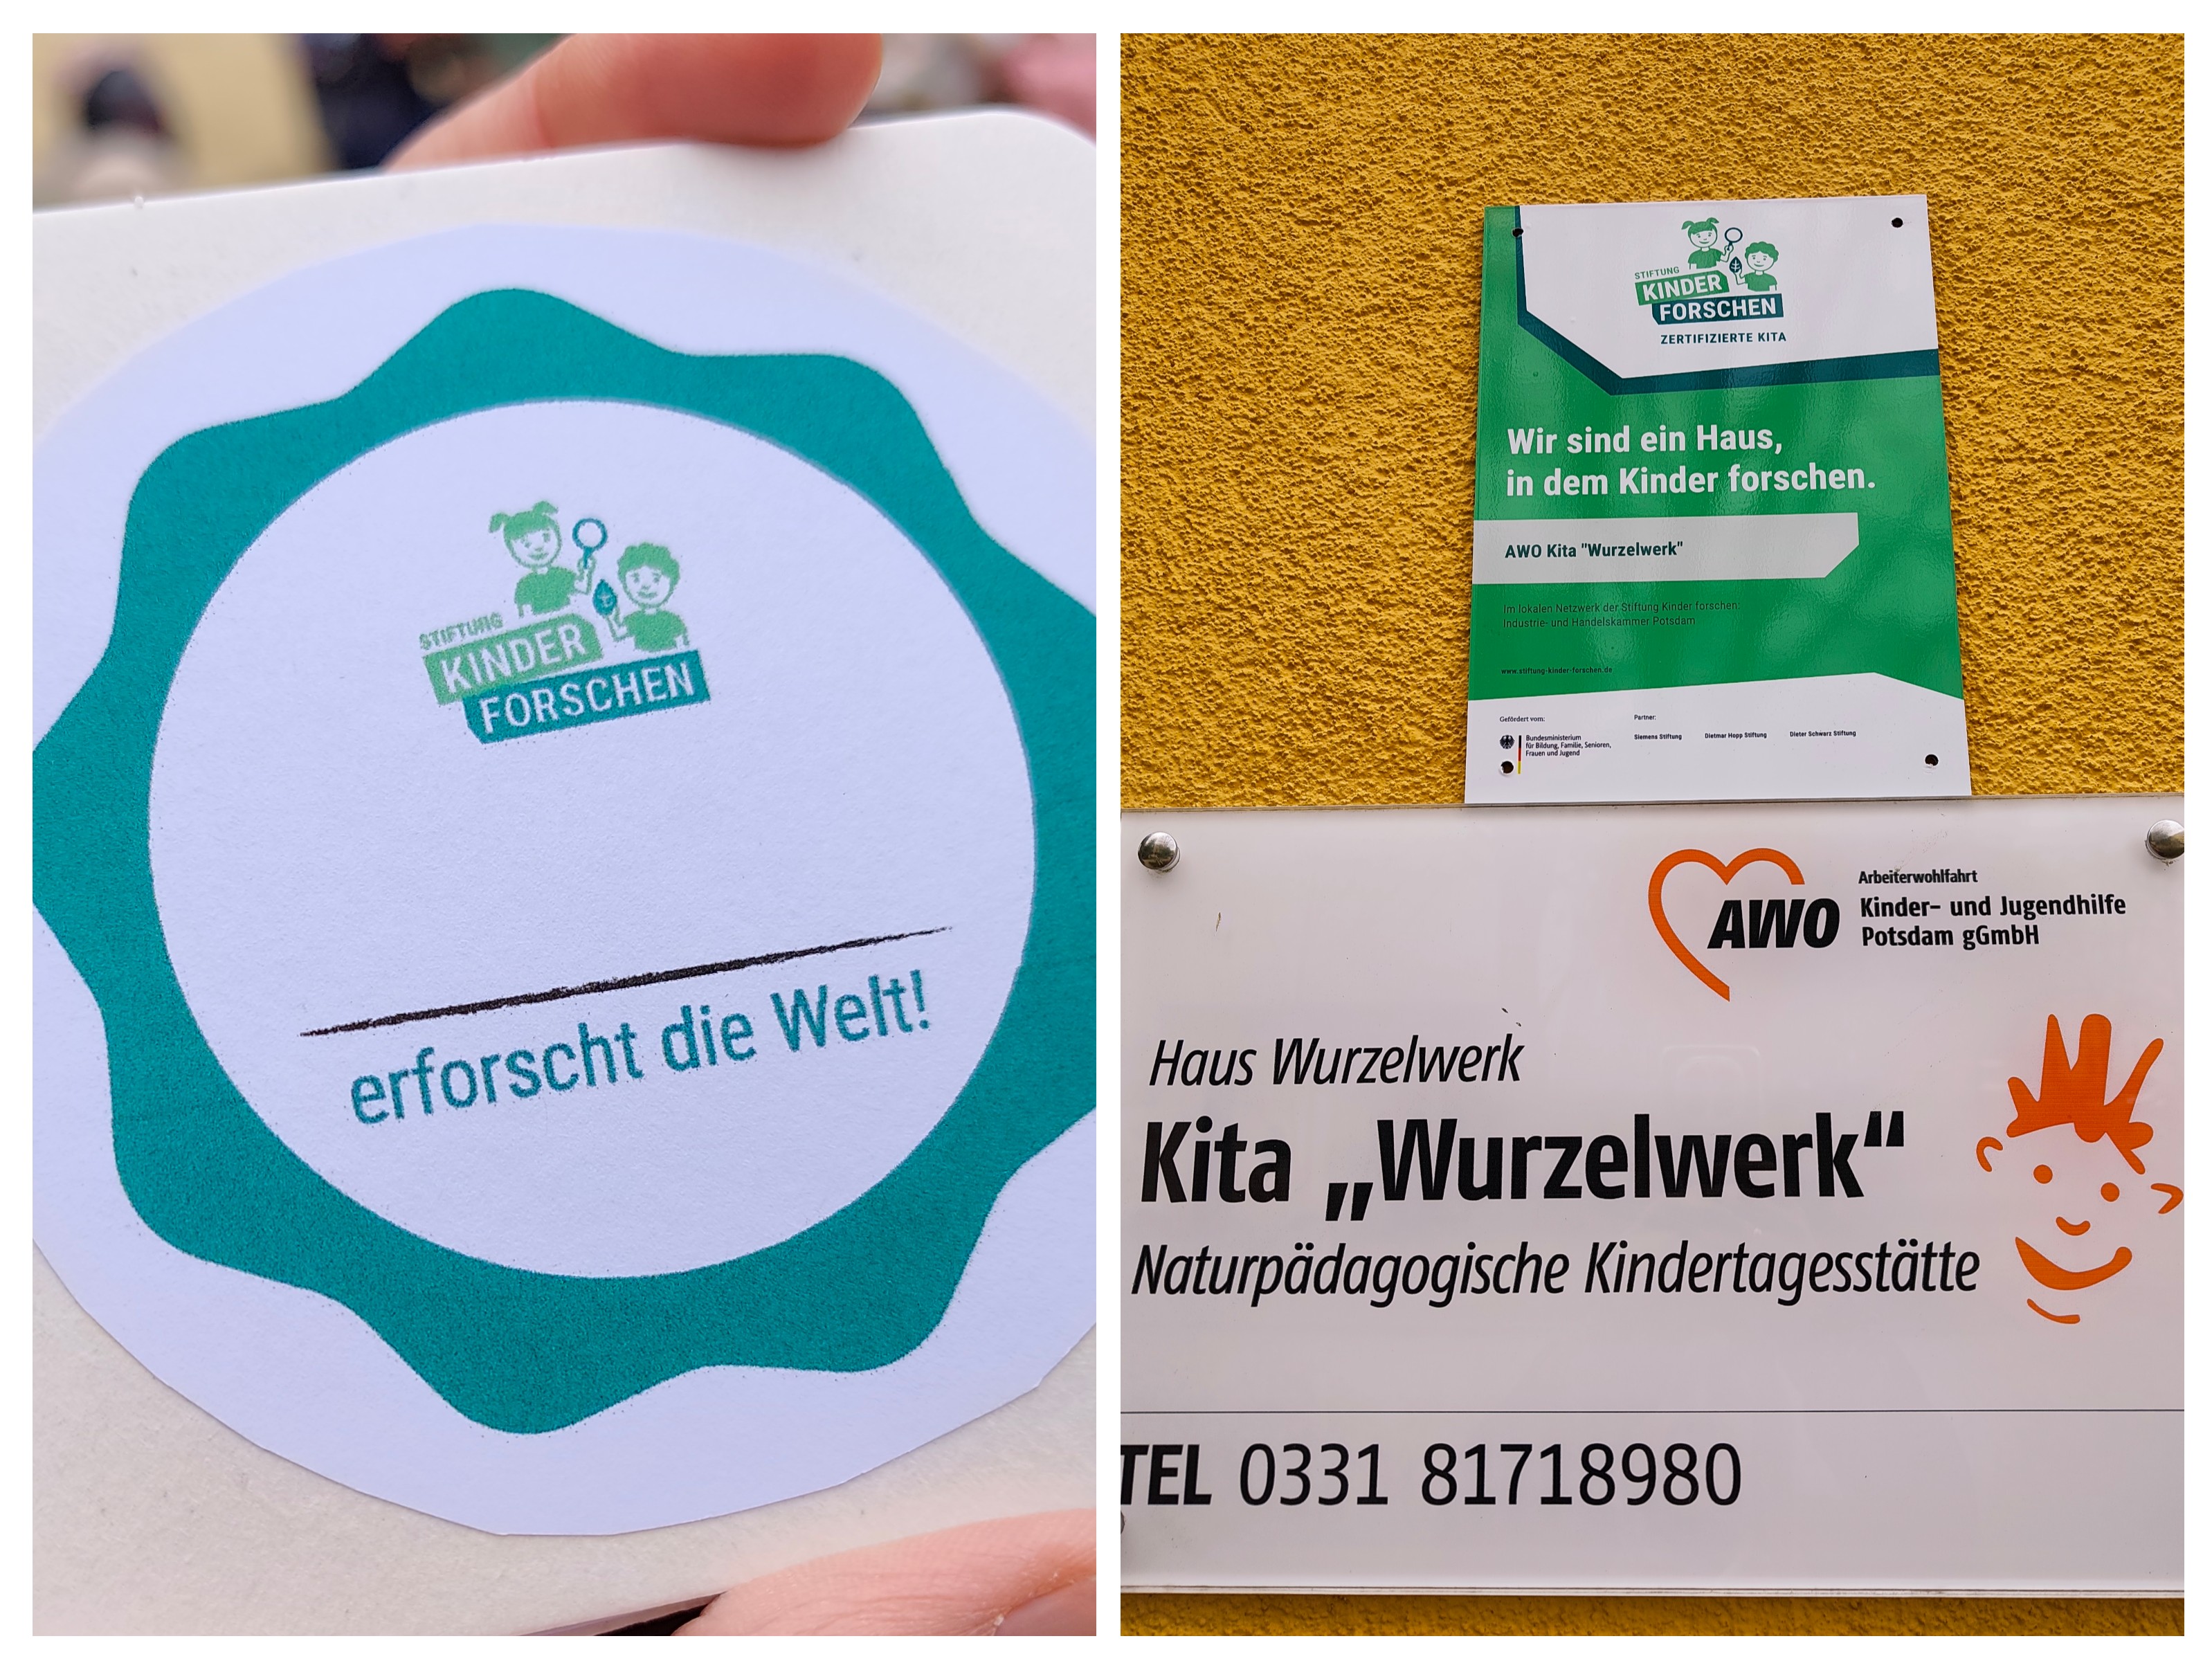 STIFTUNG
KINDER
FORSCHEN
erforscht die Welt!
STIFTUNG
KINDER
FORSCHEN
ZERTIFIZIERTE KITA
Wir sind ein Haus,
in dem Kinder forschen.
AWO Kita "Wurzelwerk"
Im lokalen Netzwerk der Stiftung Kinder forschen:
Industrie- und Handelskammer Potsdam
www.stiftung-kinder-forschen.de
Gefördert vom:
Bundesministerium
für Bildung, Familie, Senioren,
Frauen und Jugend
Partner:
Siemens Stiftung Dietmar Hopp Stiftung Dieter Schwarz Stiftung
AWO
Arbeiterwohlfahrt
Kinder- und Jugendhilfe
Potsdam gGmbH
Haus Wurzelwerk
Kita „Wurzelwerk“
Naturpädagogische Kindertagesstätte
TEL 0331 81718980